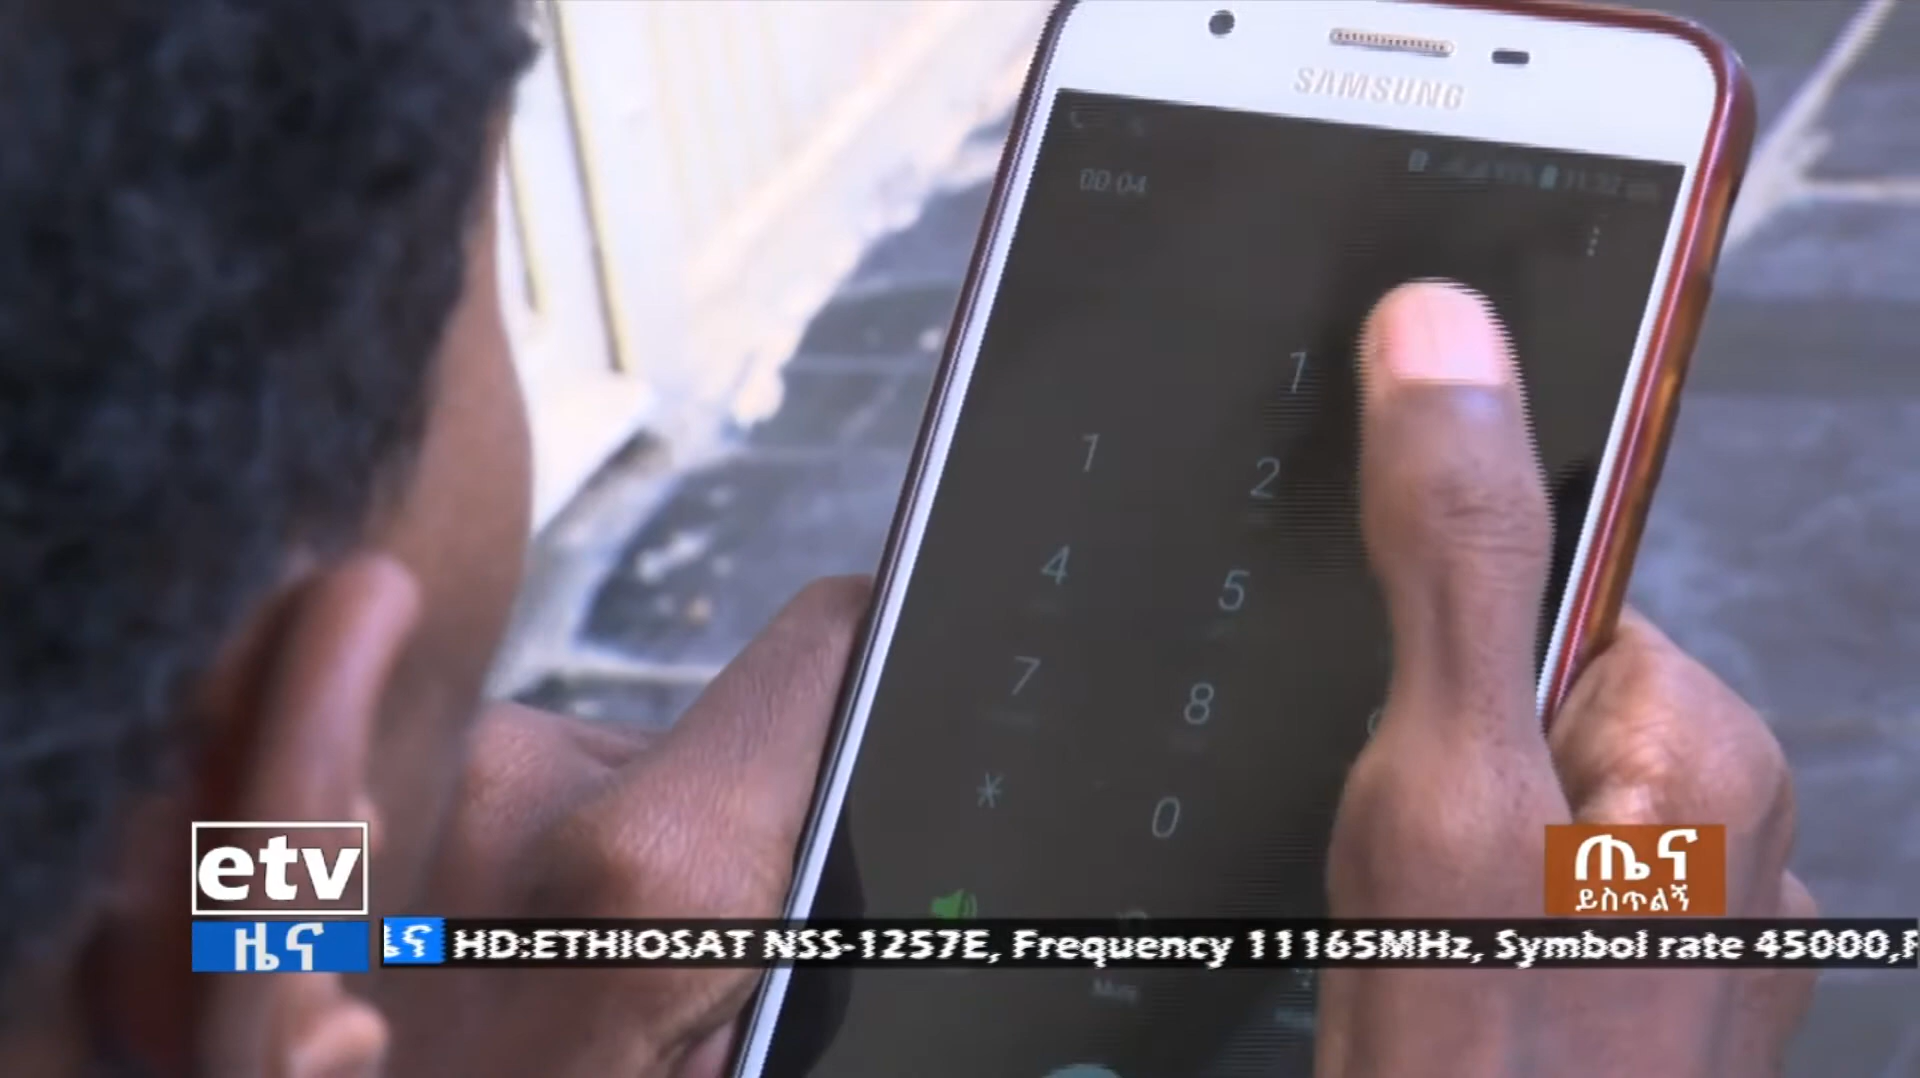 SAMSUNG
00:04
1
1 2
4 5
7 8
* 0
Mute
etv
ዜና
ጤና
ይስጥልኝ
ና HD:ETHIOSAT NSS-1257E, Frequency 11165MHz, Symbol rate 45000,F